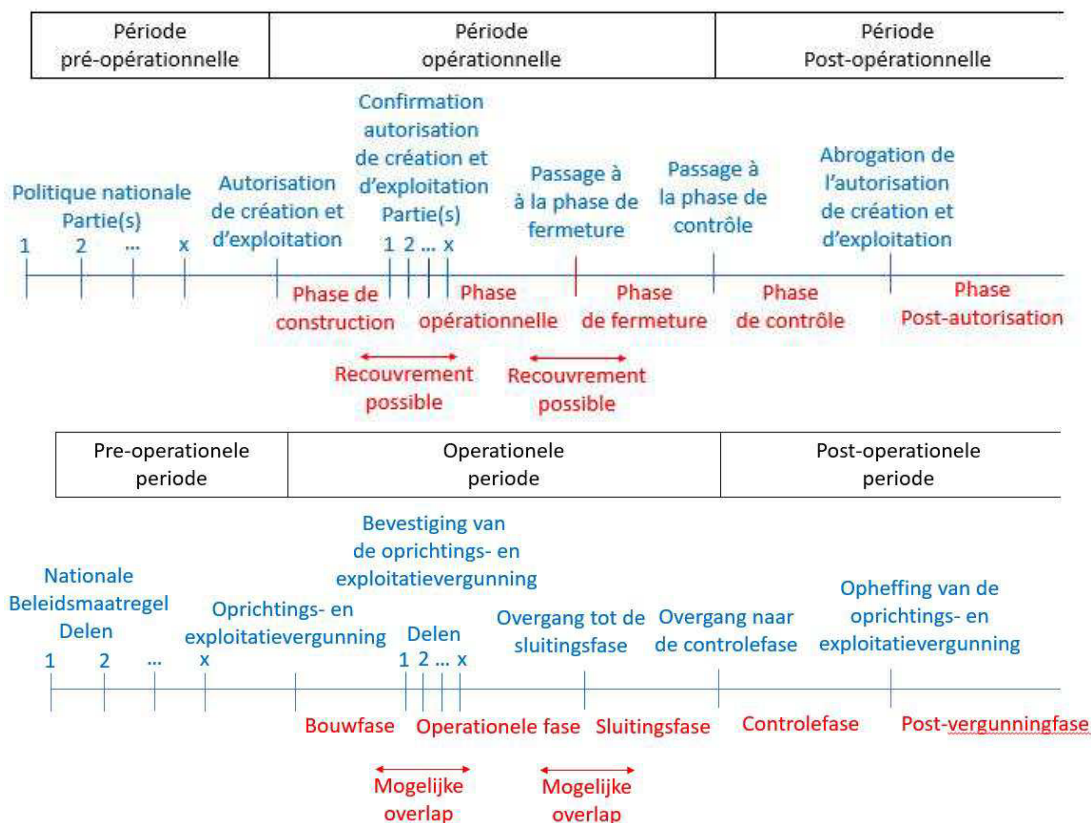 Période
pré-opérationnelle
Période
opérationnelle
Période
Post-opérationnelle
Politique nationale
Partie(s)
1 2 ... x
Autorisation
de création et
d'exploitation
Confirmation
autorisation
de création et
d'exploitation
Partie(s)
1 2 ... x
Passage à
à la phase de
fermeture
Passage à
la phase de
contrôle
Abrogation de
l'autorisation
de création et
d'exploitation
Phase de
construction
Phase
opérationnelle
Phase
de fermeture
Phase
de contrôle
Phase
Post-autorisation
Recouvrement
possible
Recouvrement
possible
Pre-operationele
periode
Operationele
periode
Post-operationele
periode
Nationale
Beleidsmaatregel
Delen
1 2 ... x
Oprichtings- en
exploitatievergunning
Bevestiging van
de oprichtings- en
exploitatievergunning
Delen
1 2 ... x
Overgang tot de
sluitingsfase
Overgang naar
de controlefase
Opheffing van de
oprichtings- en
exploitatievergunning
Bouwfase
Operationele fase
Sluitingsfase
Controlefase
Post-vergunningfase
Mogelijke
overlap
Mogelijke
overlap